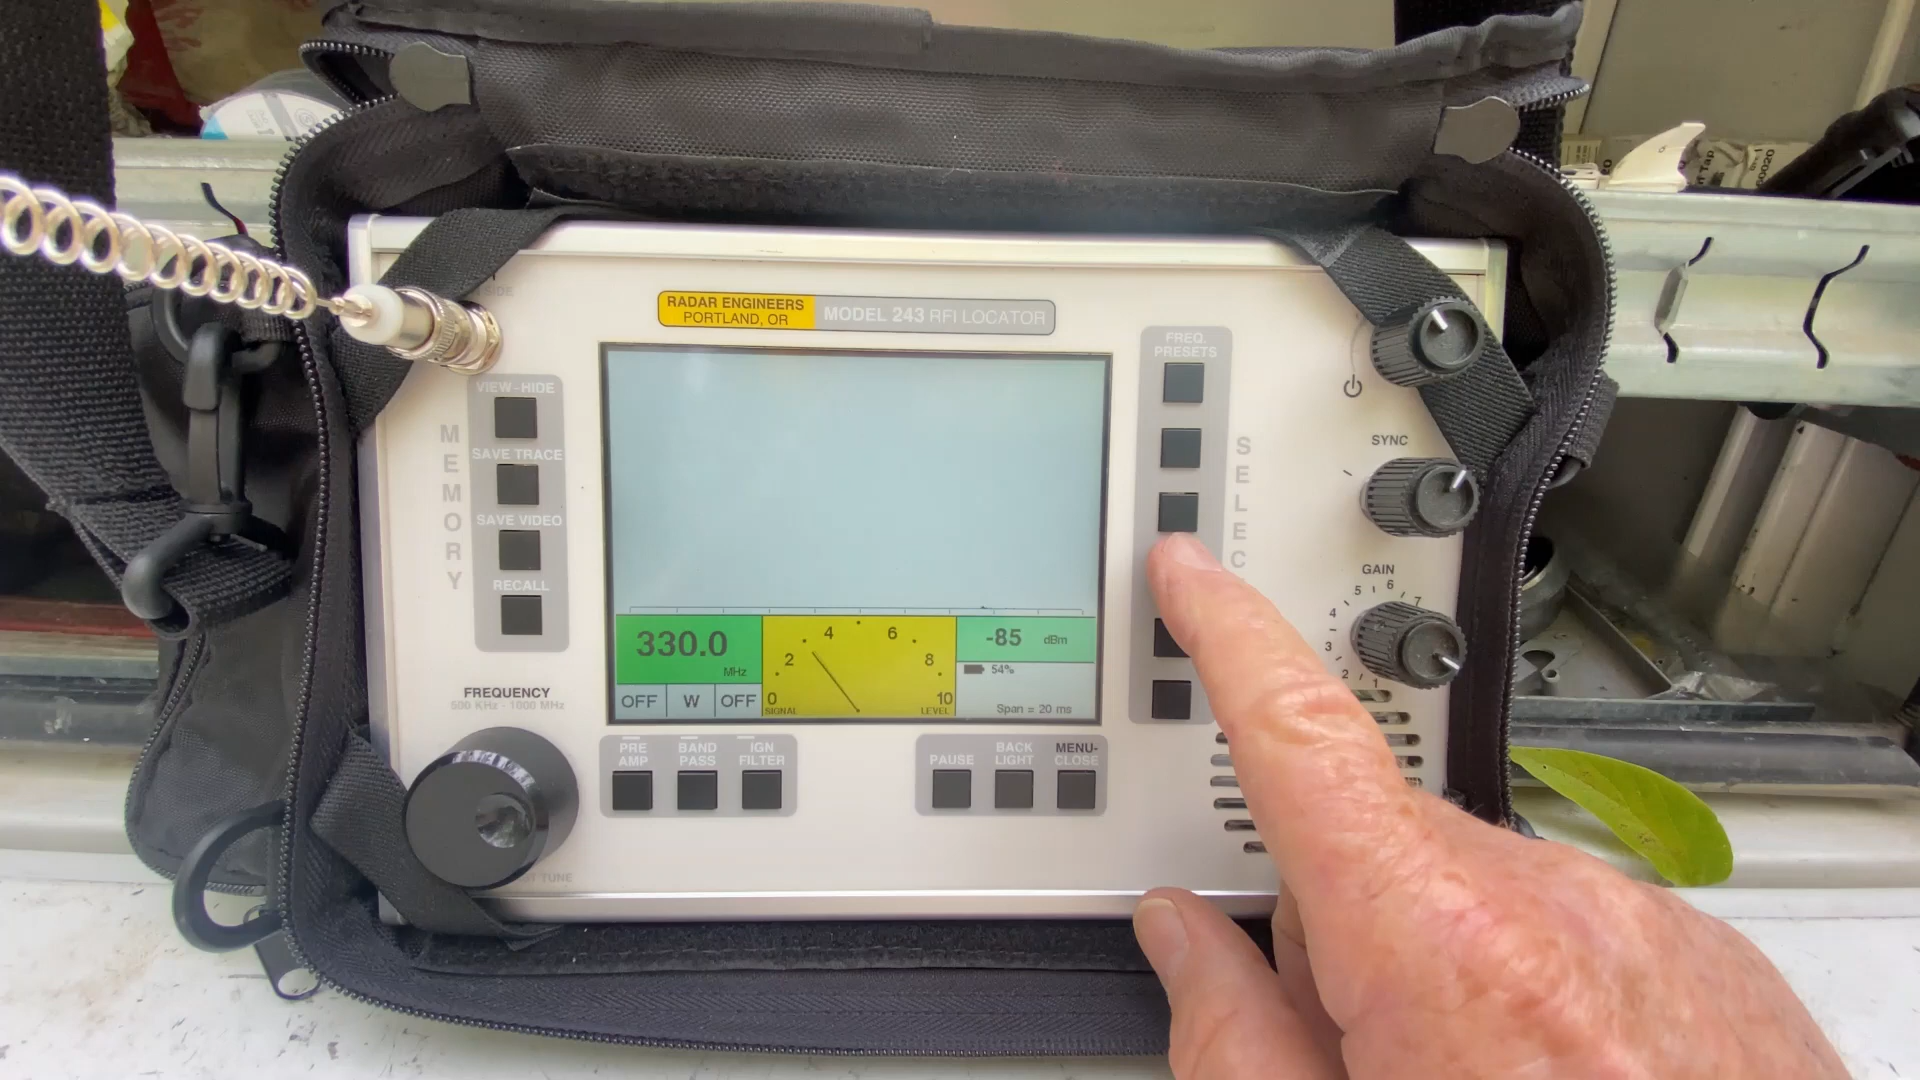 RADAR ENGINEERS
PORTLAND, OR
MODEL 243 RFI LOCATOR
FREQ.
PRESETS
VIEW-HIDE
SAVE TRACE
SAVE VIDEO
RECALL
MEMORY
SELEC
SYNC
GAIN
1
2
3
4
5
6
7
330.0
MHz
OFF
W
OFF
0
2
4
6
8
10
SIGNAL
LEVEL
-85 dBm
54%
Span = 20 ms
FREQUENCY
500 KHz - 1000 MHz
TUNE
PRE
AMP
BAND
PASS
IGN
FILTER
PAUSE
BACK
LIGHT
MENU-
CLOSE